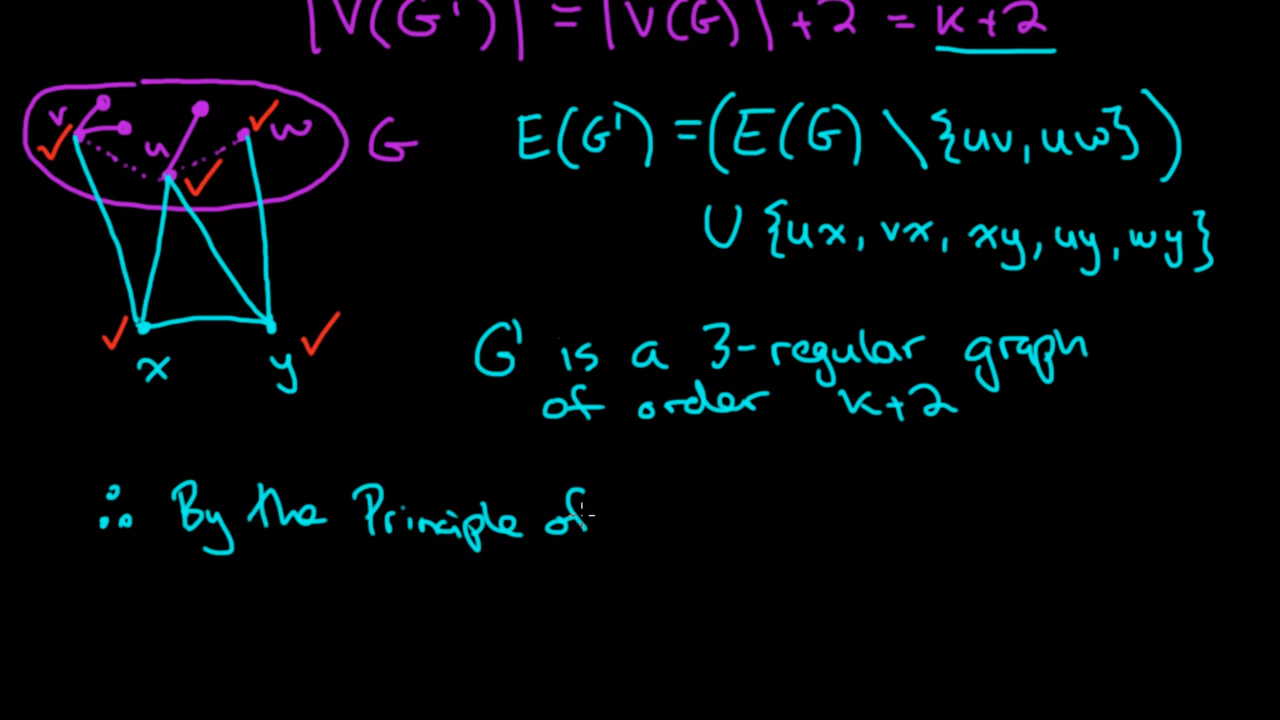 |V(G')| = |V(G)| + 2 = k+2
v u w G
E(G') = (E(G) \ {uv, uw})
∪ {ux, vx, xy, uy, wy}
x y
G' is a 3-regular graph
of order k+2
∴ By the Principle of